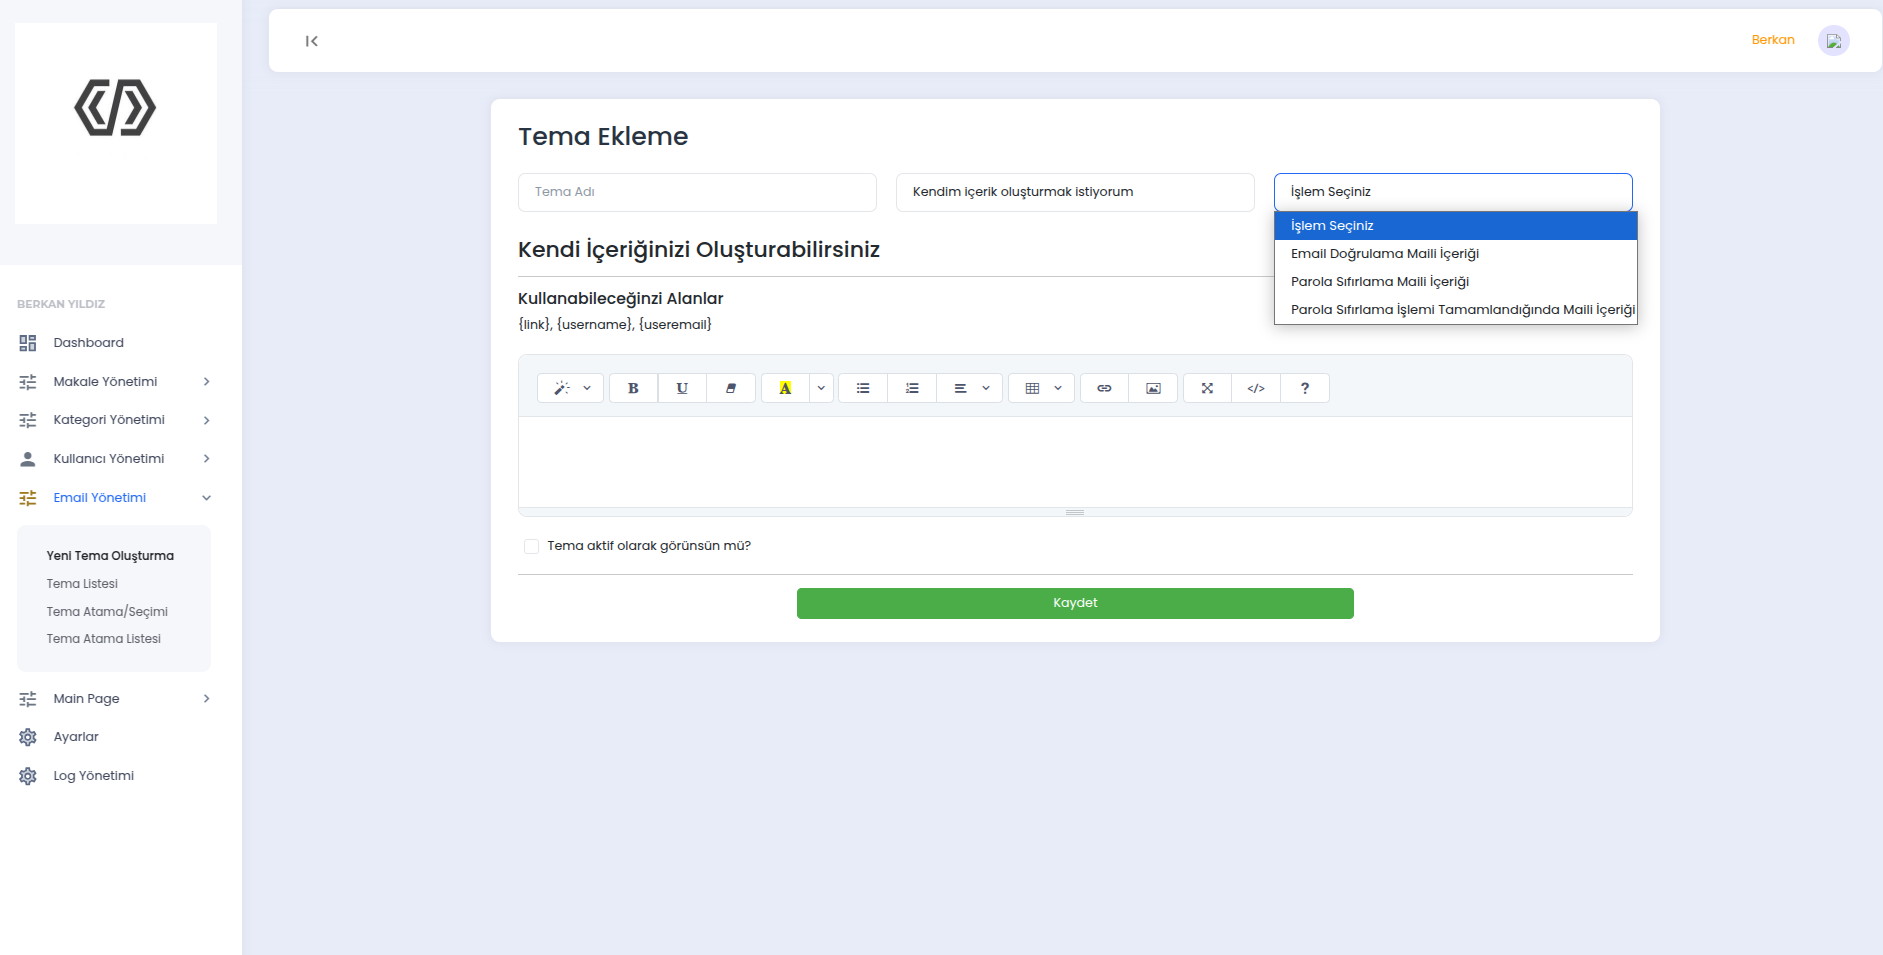 Berkan
BERKAN YILDIZ
Dashboard
Makale Yönetimi
Kategori Yönetimi
Kullanıcı Yönetimi
Email Yönetimi
Yeni Tema Oluşturma
Tema Listesi
Tema Atama/Seçimi
Tema Atama Listesi
Main Page
Ayarlar
Log Yönetimi
Tema Ekleme
Tema Adı
Kendim içerik oluşturmak istiyorum
İşlem Seçiniz
İşlem Seçiniz
Email Doğrulama Maili İçeriği
Parola Sıfırlama Maili İçeriği
Parola Sıfırlama İşlemi Tamamlandığında Maili İçeriği
Kendi İçeriğinizi Oluşturabilirsiniz
Kullanabileceğinzi Alanlar
{link}, {username}, {useremail}
B U A </> ?
Tema aktif olarak görünsün mü?
Kaydet